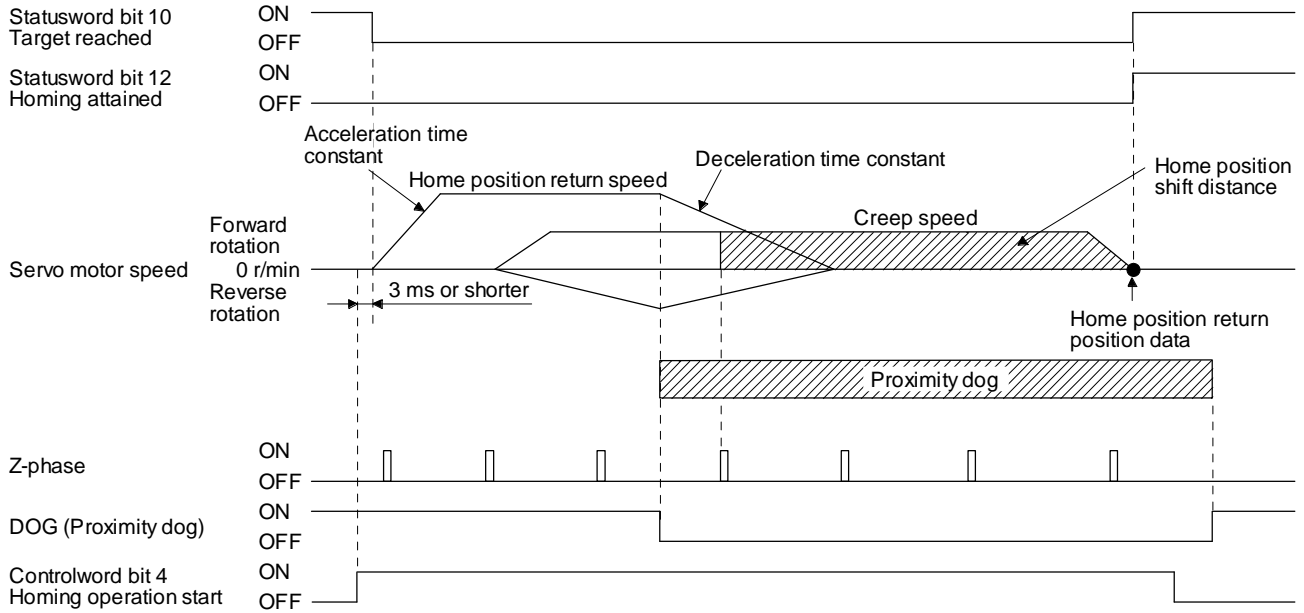 Statusword bit 10
Target reached
ON
OFF
Statusword bit 12
Homing attained
ON
OFF
Acceleration time
constant
Home position return speed
Deceleration time constant
Home position
shift distance
Creep speed
Forward
rotation
Servo motor speed
0 r/min
Reverse
rotation
3 ms or shorter
Home position return
position data
Proximity dog
Z-phase
ON
OFF
DOG (Proximity dog)
ON
OFF
Controlword bit 4
Homing operation start
ON
OFF